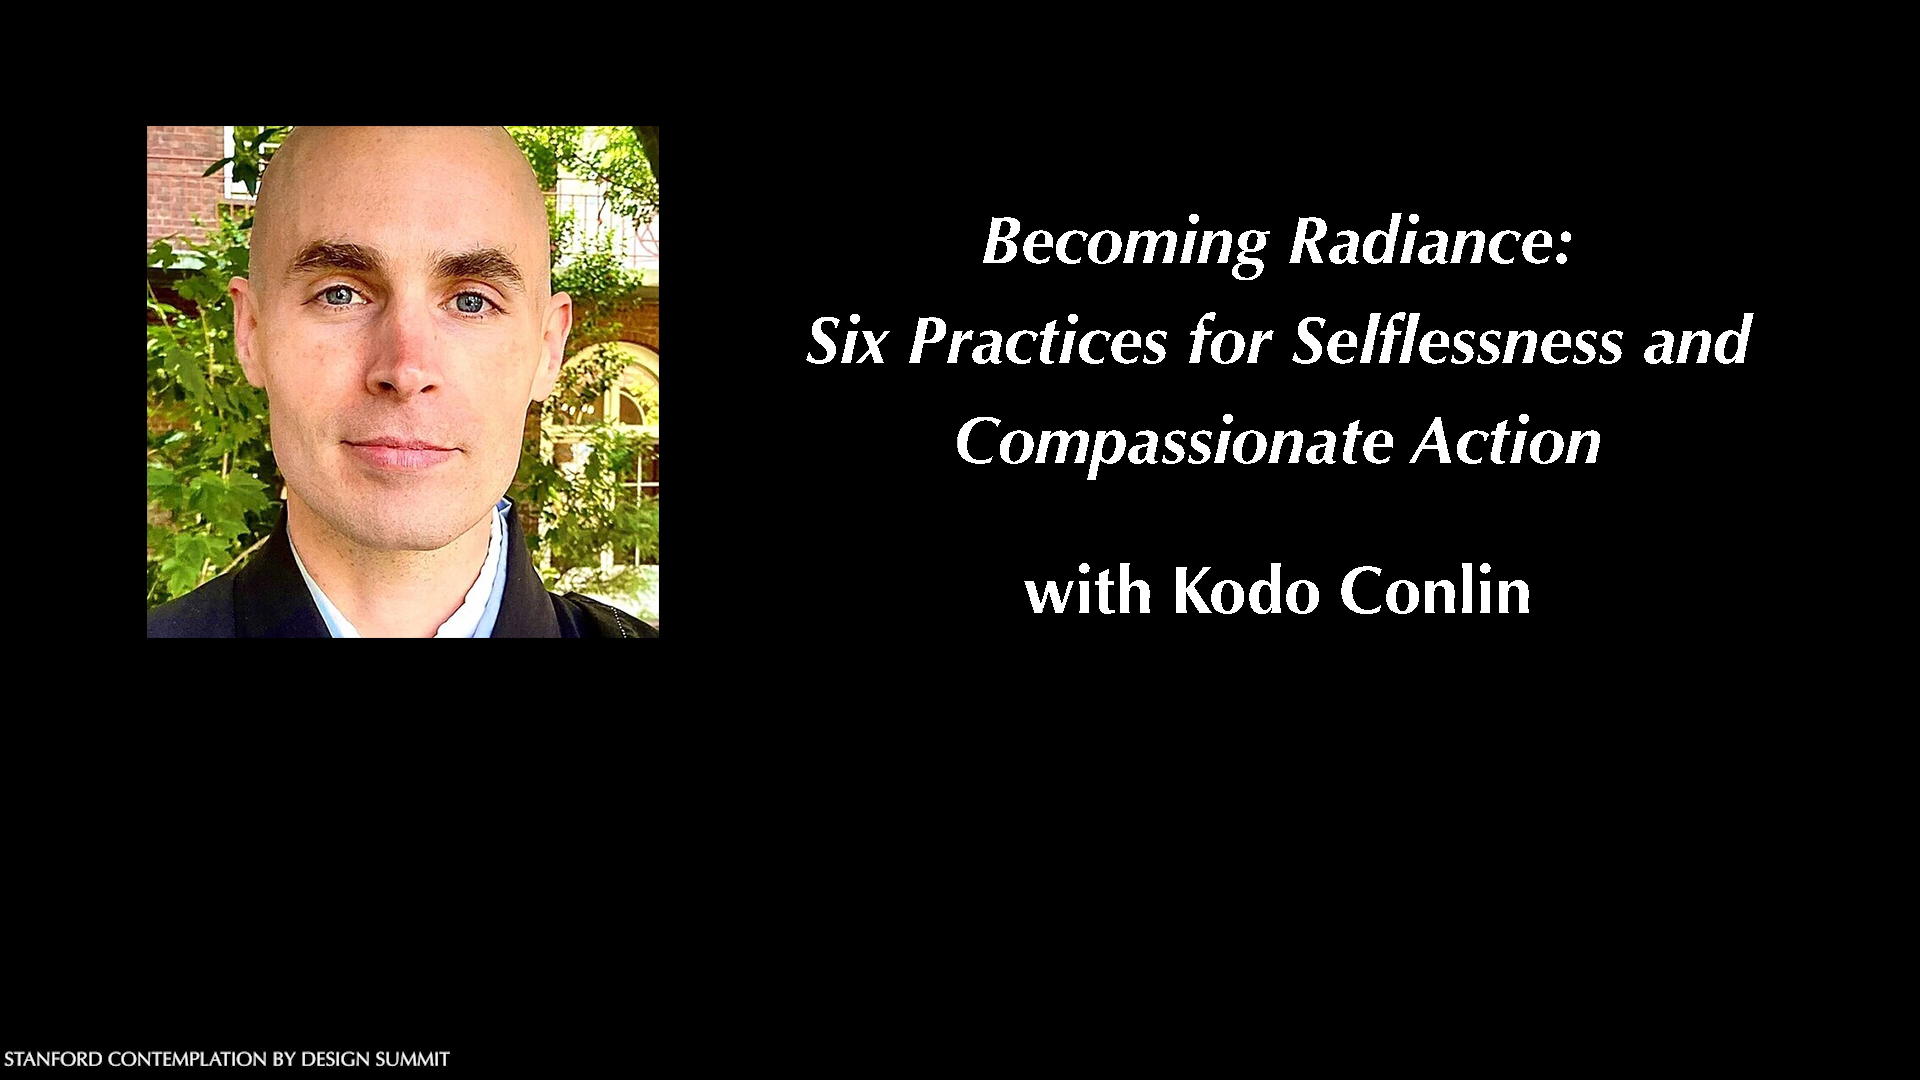 Becoming Radiance:
Six Practices for Selflessness and
Compassionate Action
with Kodo Conlin
STANFORD CONTEMPLATION BY DESIGN SUMMIT